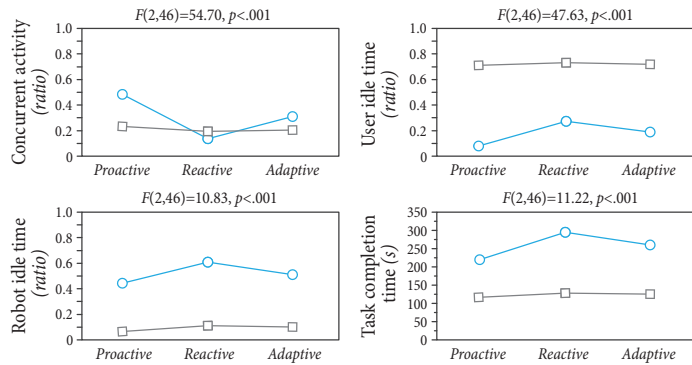 F(2,46)=54.70, p<.001
Concurrent activity
(ratio)
1.0
0.8
0.6
0.4
0.2
0
Proactive Reactive Adaptive
F(2,46)=47.63, p<.001
User idle time
(ratio)
1.0
0.8
0.6
0.4
0.2
0
Proactive Reactive Adaptive
F(2,46)=10.83, p<.001
Robot idle time
(ratio)
1.0
0.8
0.6
0.4
0.2
0
Proactive Reactive Adaptive
F(2,46)=11.22, p<.001
Task completion
time (s)
350
300
250
200
150
100
50
0
Proactive Reactive Adaptive